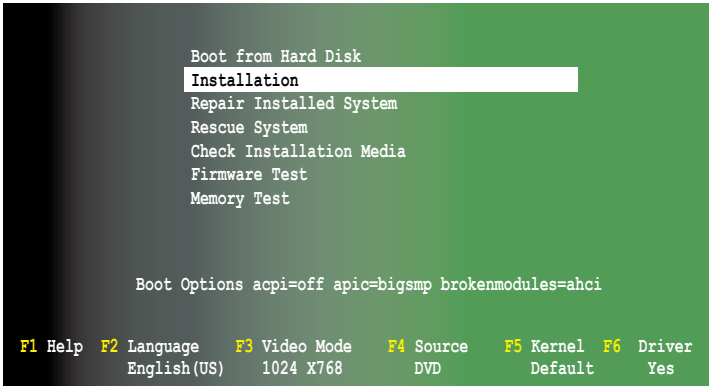 Boot from Hard Disk
Installation
Repair Installed System
Rescue System
Check Installation Media
Firmware Test
Memory Test
Boot Options acpi=off apic=bigsmp brokenmodules=ahci
F1 Help F2 Language F3 Video Mode F4 Source F5 Kernel F6 Driver
English(US) 1024 X768 DVD Default Yes